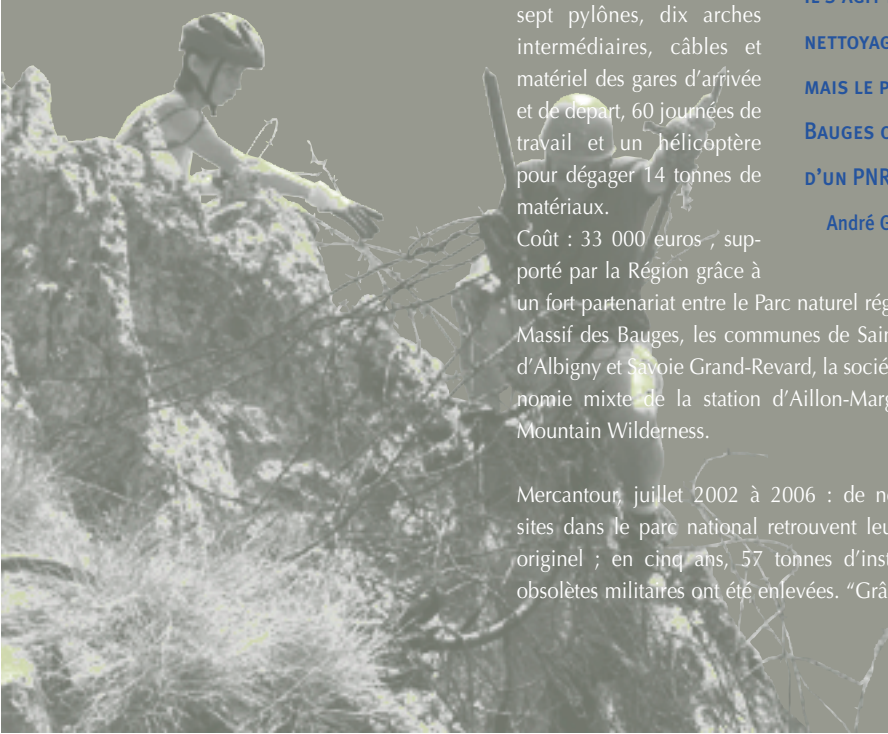 sept pylônes, dix arches
intermédiaires, câbles et
matériel des gares d'arrivée
et de départ, 60 journées de
travail et un hélicoptère
pour dégager 14 tonnes de
matériaux.
Coût : 33 000 euros , sup-
porté par la Région grâce à
un fort partenariat entre le Parc naturel rég
Massif des Bauges, les communes de Sain
d'Albigny et Savoie Grand-Revard, la socié
nomie mixte de la station d'Aillon-Marg
Mountain Wilderness.
Mercantour, juillet 2002 à 2006 : de no
sites dans le parc national retrouvent leu
originel ; en cinq ans, 57 tonnes d'inst
obsolètes militaires ont été enlevées. “Grâ
IL S'AGIT
NETTOYAG
MAIS LE P
BAUGES
D'UN PNR
André G